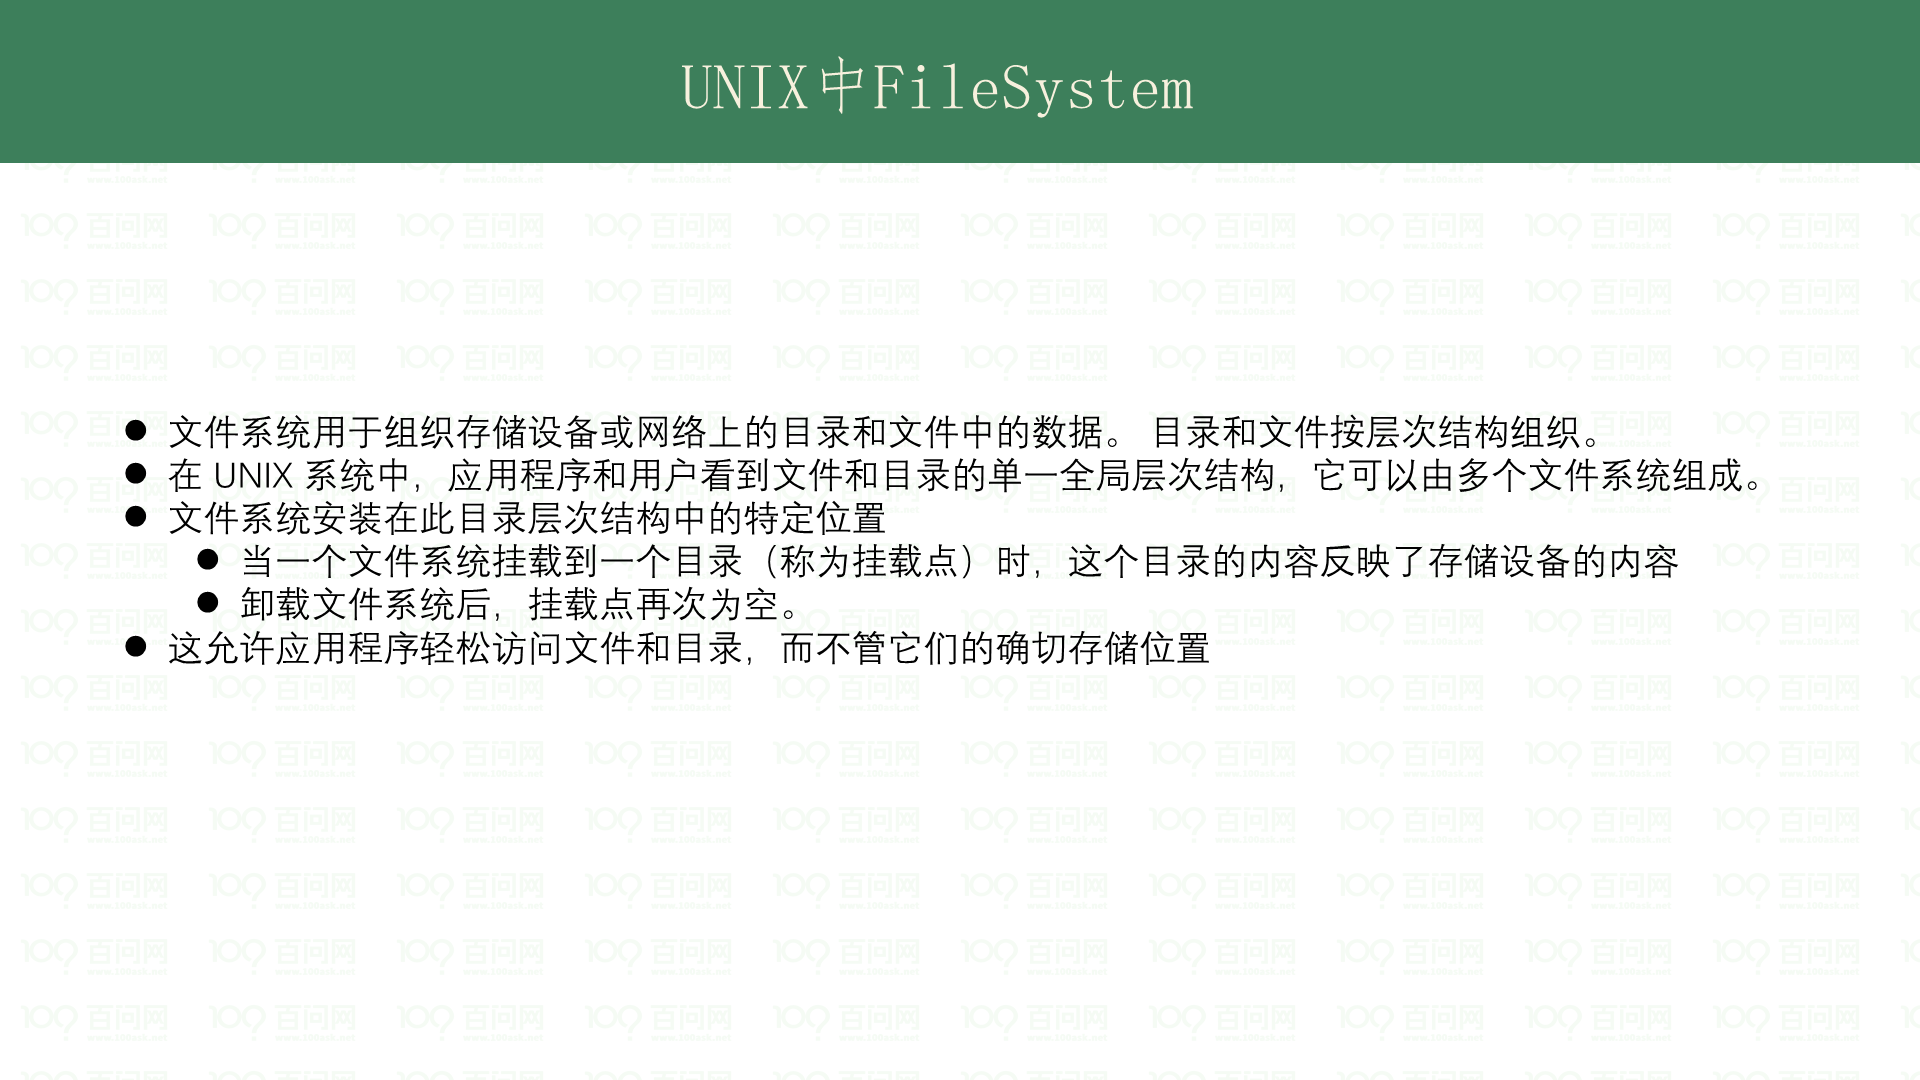 UNIX中FileSystem
● 文件系统用于组织存储设备或网络上的目录和文件中的数据。 目录和文件按层次结构组织。
● 在 UNIX 系统中，应用程序和用户看到文件和目录的单一全局层次结构，它可以由多个文件系统组成。
● 文件系统安装在此目录层次结构中的特定位置
● 当一个文件系统挂载到一个目录（称为挂载点）时，这个目录的内容反映了存储设备的内容
● 卸载文件系统后，挂载点再次为空。
● 这允许应用程序轻松访问文件和目录，而不管它们的确切存储位置